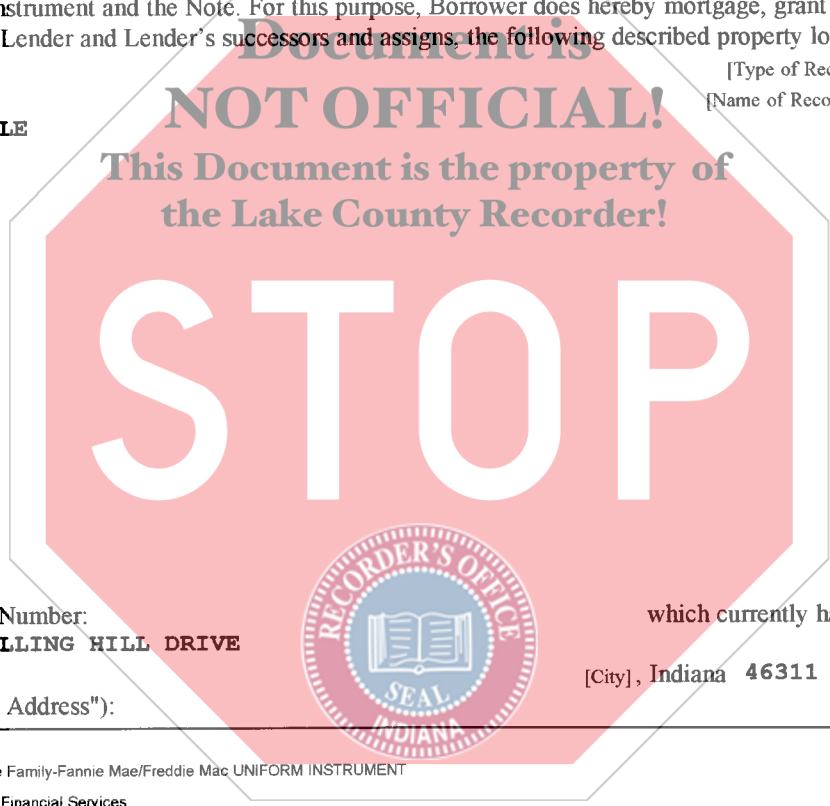 nstrument and the Note. For this purpose, Borrower does hereby mortgage, grant
Lender and Lender's successors and assigns, the following described property lo
Document is
[Type of Rec
NOT OFFICIAL!
[Name of Reco
LE
This Document is the property of
the Lake County Recorder!
STOP
RECORDER'S OFFICE
SEAL
INDIANA
Number:
which currently h
LLING HILL DRIVE
[City], Indiana 46311
Address"):
Family-Fannie Mae/Freddie Mac UNIFORM INSTRUMENT
Financial Services